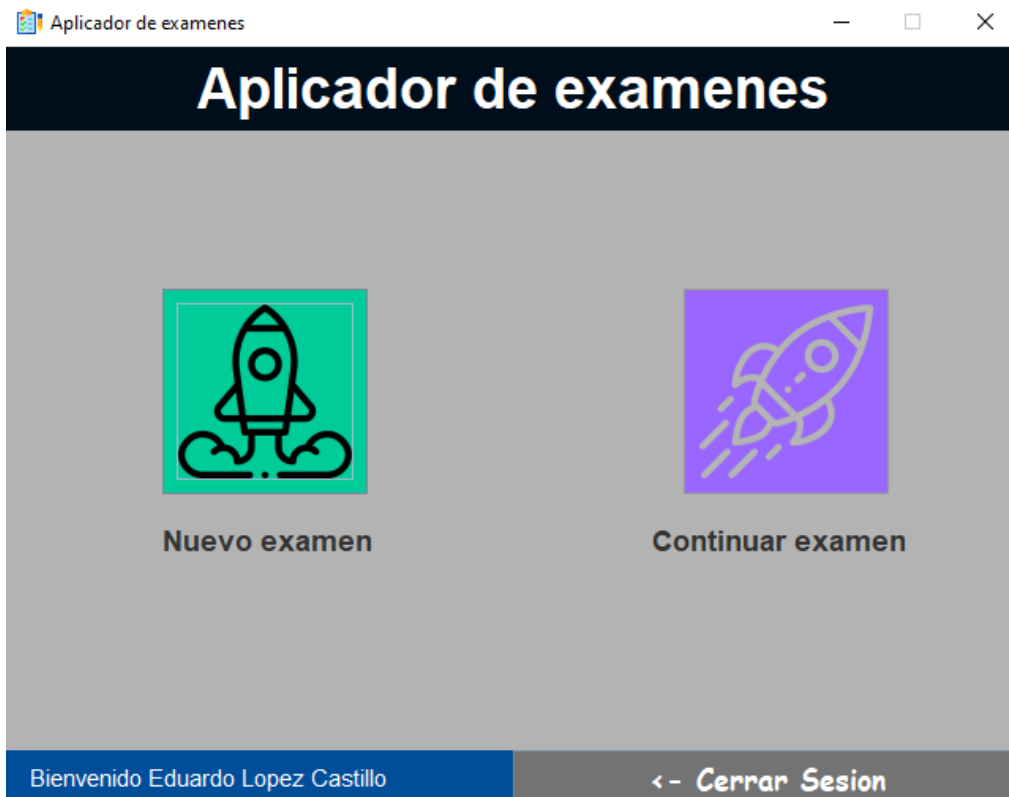 Aplicador de examenes
Aplicador de examenes
Nuevo examen
Continuar examen
Bienvenido Eduardo Lopez Castillo
<- Cerrar Sesion